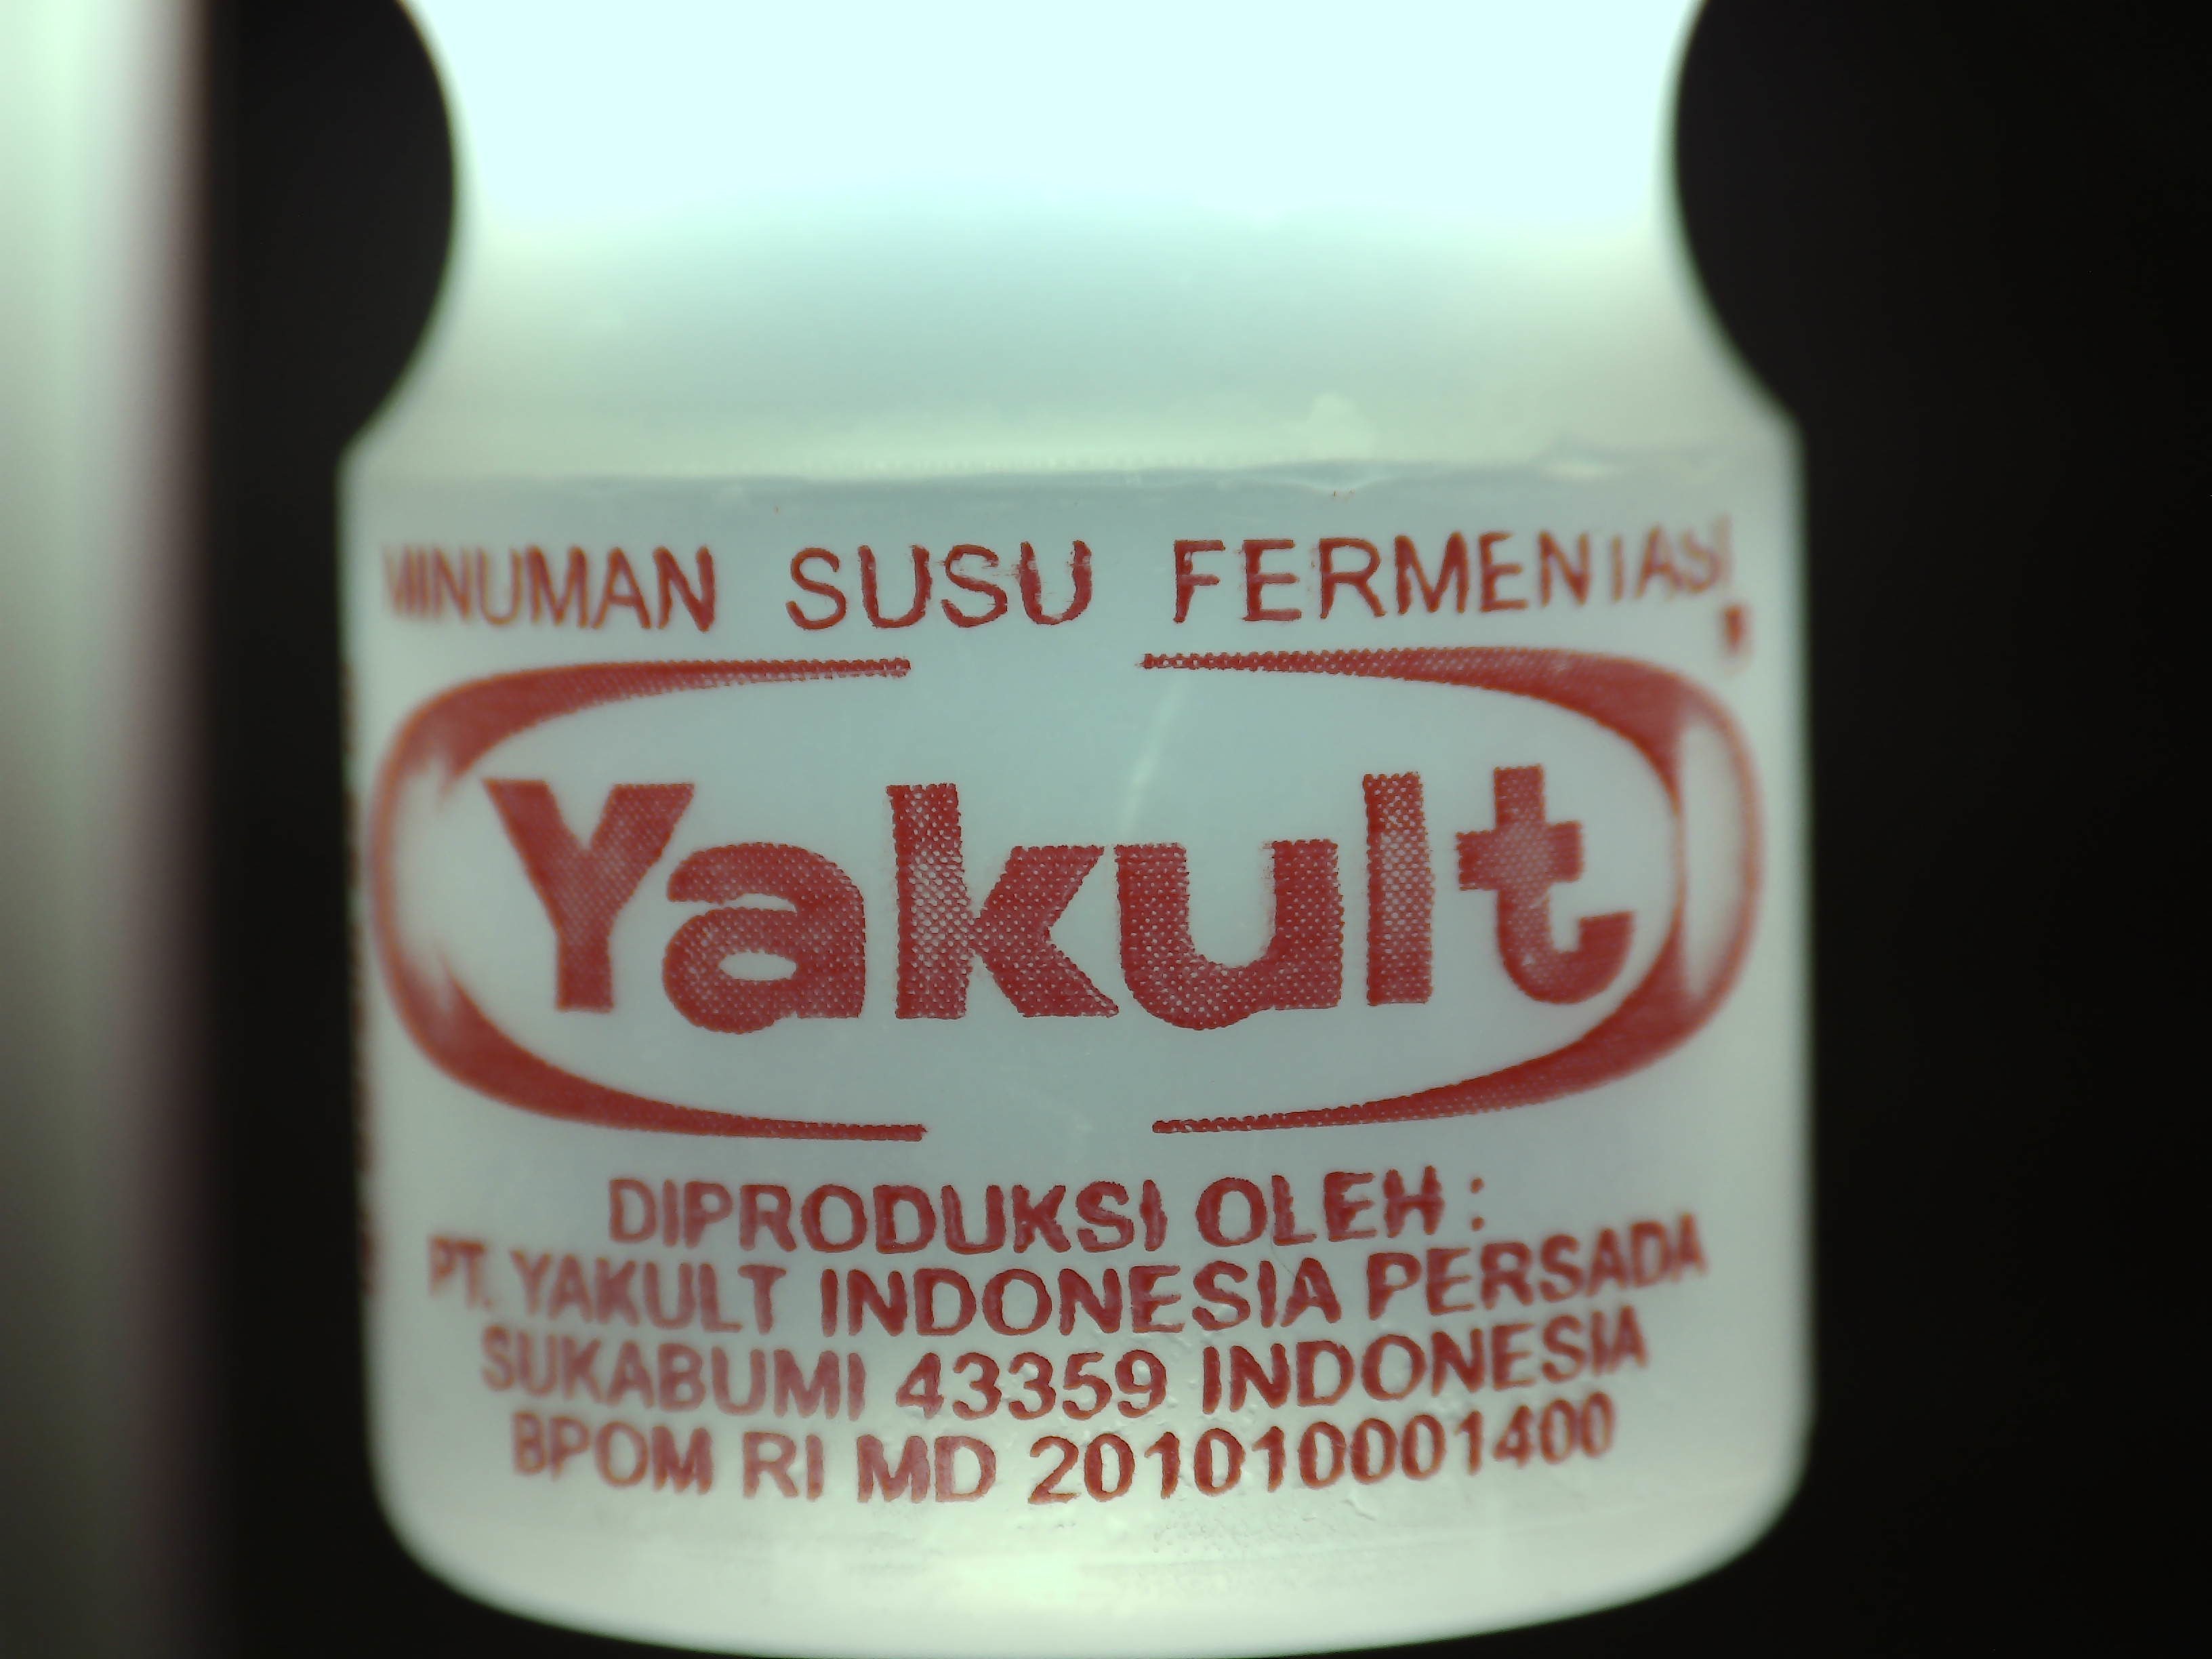 MINUMAN SUSU FERMENTASI
Yakult
DIPRODUKSI OLEH :
PT. YAKULT INDONESIA PERSADA
SUKABUMI 43359 INDONESIA
BPOM RI MD 201010001400